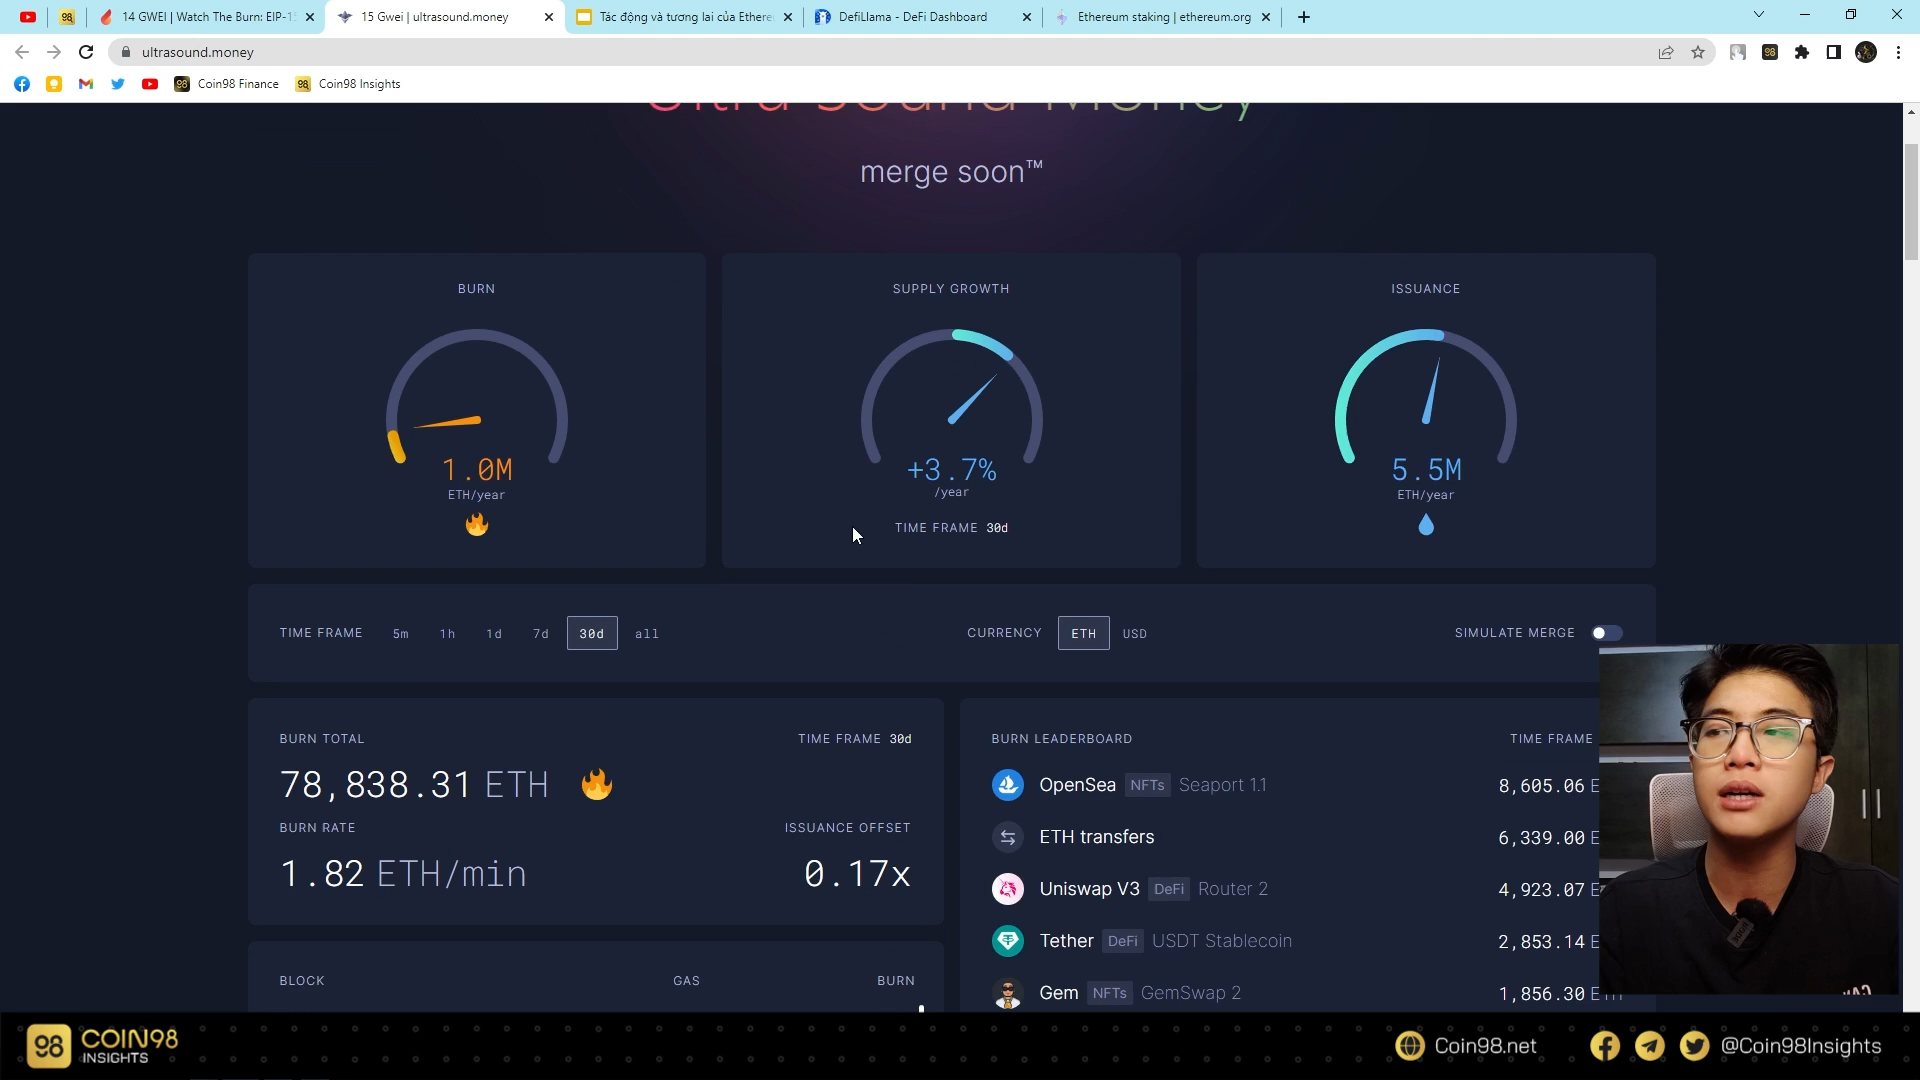 14 GWEI | Watch The Burn: EIP-15
15 Gwei | ultrasound.money
Tác động và tương lai của Ethere
DefiLlama - DeFi Dashboard
Ethereum staking | ethereum.org
ultrasound.money
Coin98 Finance
Coin98 Insights
Ultra Sound Money
merge soon™
BURN
1.0M
ETH/year
SUPPLY GROWTH
+3.7%
/year
TIME FRAME 30d
ISSUANCE
5.5M
ETH/year
TIME FRAME 5m 1h 1d 7d 30d all
CURRENCY ETH USD
SIMULATE MERGE
BURN TOTAL
TIME FRAME 30d
78,838.31 ETH
BURN RATE
ISSUANCE OFFSET
1.82 ETH/min
0.17x
BLOCK GAS BURN
BURN LEADERBOARD
TIME FRAME
OpenSea NFTs Seaport 1.1 8,605.06 E
ETH transfers 6,339.00 E
Uniswap V3 DeFi Router 2 4,923.07 E
Tether DeFi USDT Stablecoin 2,853.14 E
Gem NFTs GemSwap 2 1,856.30 ETH
98 COIN98
INSIGHTS
Coin98.net
@Coin98Insights